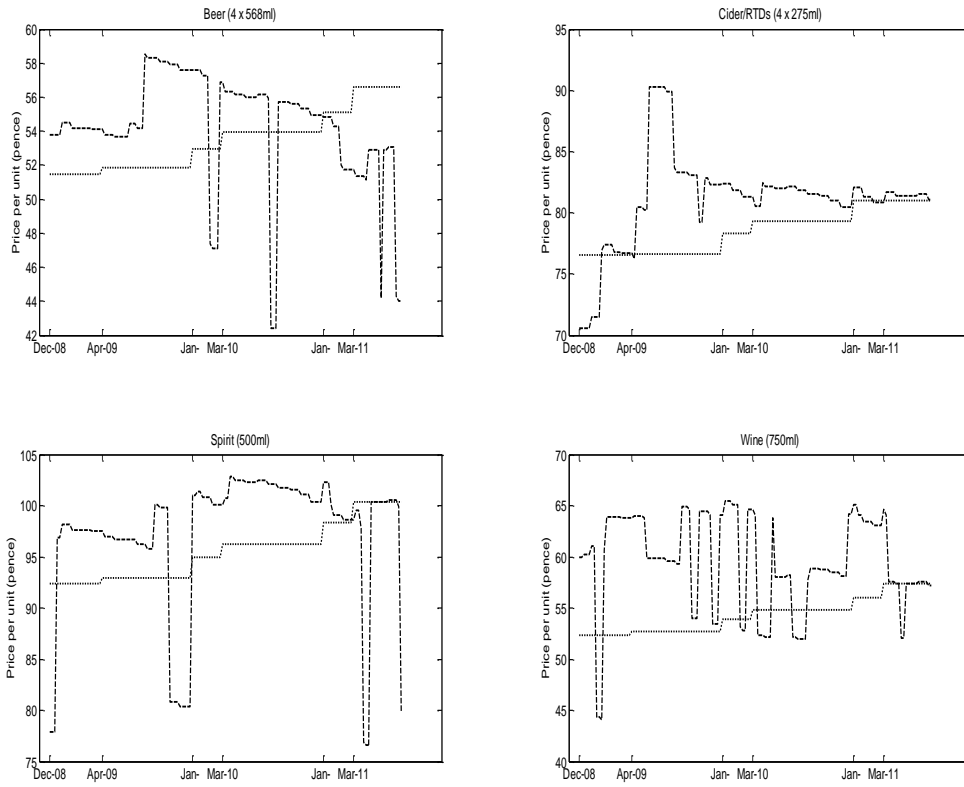 Beer (4 x 568ml)
60
58
56
54
52
50
48
46
44
42
Price per unit (pence)
Dec-08 Apr-09 Jan- Mar-10 Jan- Mar-11
Cider/RTDs (4 x 275ml)
95
90
85
80
75
70
Price per unit (pence)
Dec-08 Apr-09 Jan- Mar-10 Jan- Mar-11
Spirit (500ml)
105
100
95
90
85
80
75
Price per unit (pence)
Dec-08 Apr-09 Jan- Mar-10 Jan- Mar-11
Wine (750ml)
70
65
60
55
50
45
40
Price per unit (pence)
Dec-08 Apr-09 Jan- Mar-10 Jan- Mar-11